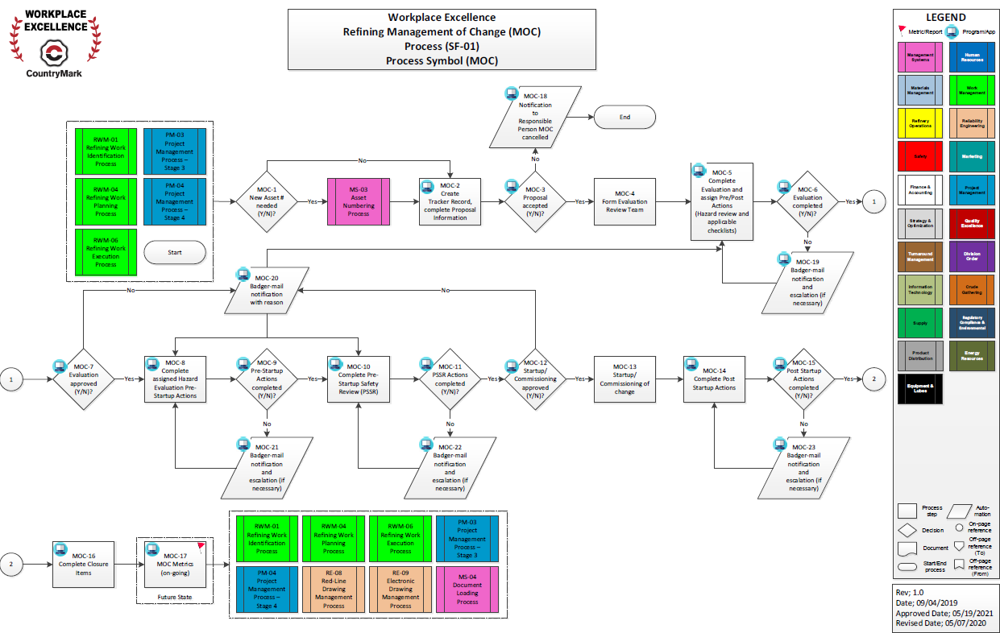 WORKPLACE
EXCELLENCE
CountryMark
Workplace Excellence
Refining Management of Change (MOC)
Process (SF-01)
Process Symbol (MOC)
LEGEND
Metric/Report
Program/App
Management
Systems
Human
Resources
Materials
Management
Work
Management
Refinery
Operations
Reliability
Engineering
Safety
Marketing
Finance &
Accounting
Project
Management
Strategy &
Optimization
Quality
Excellence
Turnaround
Management
Division
Order
Information
Technology
Crude
Gathering
Supply
Regulatory
Compliance &
Environmental
Product
Distribution
Energy
Resources
Equipment &
Lubes
Process
step
Auto-
mation
Decision
On-page
reference
Document
Off-page
reference
(To)
Start/End
process
Off-page
reference
(From)
Rev; 1.0
Date; 09/04/2019
Approved Date; 05/19/2021
Revised Date; 05/07/2020
RWM-01
Refining Work
Identification
Process
PM-03
Project
Management
Process –
Stage 3
RWM-04
Refining Work
Planning
Process
PM-04
Project
Management
Process –
Stage 4
RWM-06
Refining Work
Execution
Process
Start
MOC-1
New Asset #
needed
(Y/N)?
No
Yes
MS-03
Asset
Numbering
Process
MOC-2
Create
Tracker Record,
complete Proposal
Information
MOC-3
Proposal
accepted
(Y/N)?
No
MOC-18
Notification
to
Responsible
Person MOC
cancelled
End
Yes
MOC-4
Form Evaluation
Review Team
MOC-5
Complete
Evaluation and
assign Pre/Post
Actions
(Hazard review and
applicable
checklists)
MOC-6
Evaluation
completed
(Y/N)?
Yes
1
No
MOC-19
Badger-mail
notification
and
escalation (if
necessary)
MOC-20
Badger-mail
notification
with reason
No
No
1
MOC-7
Evaluation
approved
(Y/N)?
Yes
MOC-8
Complete
assigned Hazard
Evaluation Pre-
Startup Actions
MOC-9
Pre-Startup
Actions
completed
(Y/N)?
Yes
MOC-10
Complete Pre-
Startup Safety
Review (PSSR)
MOC-11
PSSR Actions
completed
(Y/N)?
Yes
MOC-12
Startup/
Commissioning
approved
(Y/N)?
Yes
MOC-13
Startup/
Commissioning of
change
MOC-14
Complete Post
Startup Actions
MOC-15
Post Startup
Actions
completed
(Y/N)?
Yes
2
No
MOC-21
Badger-mail
notification
and
escalation (if
necessary)
No
MOC-22
Badger-mail
notification
and
escalation (if
necessary)
No
MOC-23
Badger-mail
notification
and
escalation (if
necessary)
2
MOC-16
Complete Closure
Items
MOC-17
MOC Metrics
(on-going)
Future State
RWM-01
Refining Work
Identification
Process
RWM-04
Refining Work
Planning
Process
RWM-06
Refining Work
Execution
Process
PM-03
Project
Management
Process –
Stage 3
PM-04
Project
Management
Process –
Stage 4
RE-08
Red-Line
Drawing
Management
Process
RE-09
Electronic
Drawing
Management
Process
MS-04
Document
Loading
Process